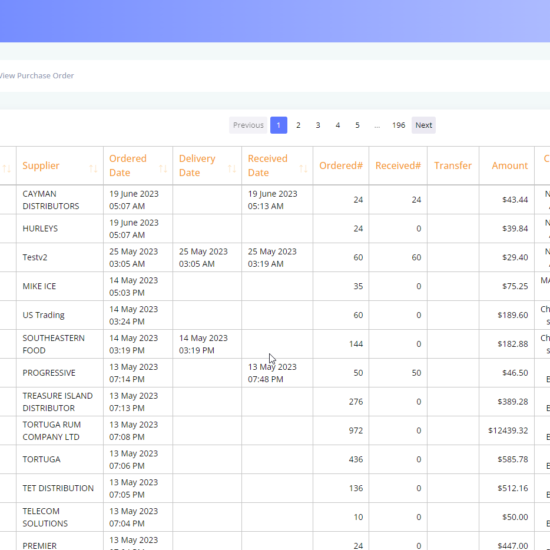 View Purchase Order
Previous 1 2 3 4 5 ... 196 Next
Supplier Ordered Date Delivery Date Received Date Ordered# Received# Transfer Amount
CAYMAN DISTRIBUTORS 19 June 2023 05:07 AM 19 June 2023 05:13 AM 24 24 $43.44
HURLEYS 19 June 2023 05:07 AM 24 0 $39.84
Testv2 25 May 2023 03:05 AM 25 May 2023 03:05 AM 25 May 2023 03:19 AM 60 60 $29.40
MIKE ICE 14 May 2023 05:03 PM 35 0 $75.25
US Trading 14 May 2023 03:24 PM 60 0 $189.60
SOUTHEASTERN FOOD 14 May 2023 03:19 PM 14 May 2023 03:19 PM 144 0 $182.88
PROGRESSIVE 13 May 2023 07:14 PM 13 May 2023 07:48 PM 50 50 $46.50
TREASURE ISLAND DISTRIBUTOR 13 May 2023 07:13 PM 276 0 $389.28
TORTUGA RUM COMPANY LTD 13 May 2023 07:08 PM 972 0 $12439.32
TORTUGA 13 May 2023 07:06 PM 436 0 $585.78
TET DISTRIBUTION 13 May 2023 07:05 PM 136 0 $512.16
TELECOM SOLUTIONS 13 May 2023 07:04 PM 10 0 $50.00
PREMIER 13 May 2023 24 0 $447.00